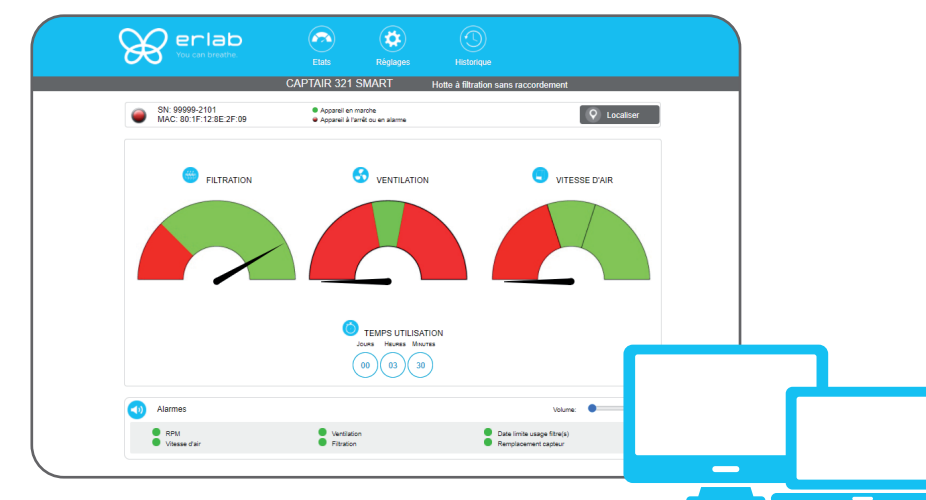 erlab
You can breathe.
Etats
Réglages
Historique
CAPTAIR 321 SMART
Hotte à filtration sans raccordement
SN: 99999-2101
MAC: 80:1F:12:8E:2F:09
Appareil en marche
Appareil à l'arrêt ou en alarme
Localiser
FILTRATION
VENTILATION
VITESSE D'AIR
TEMPS UTILISATION
Jours Heures Minutes
00 03 30
Alarmes
Volume:
RPM
Vitesse d'air
Ventilation
Filtration
Date limite usage filtre(s)
Remplacement capteur